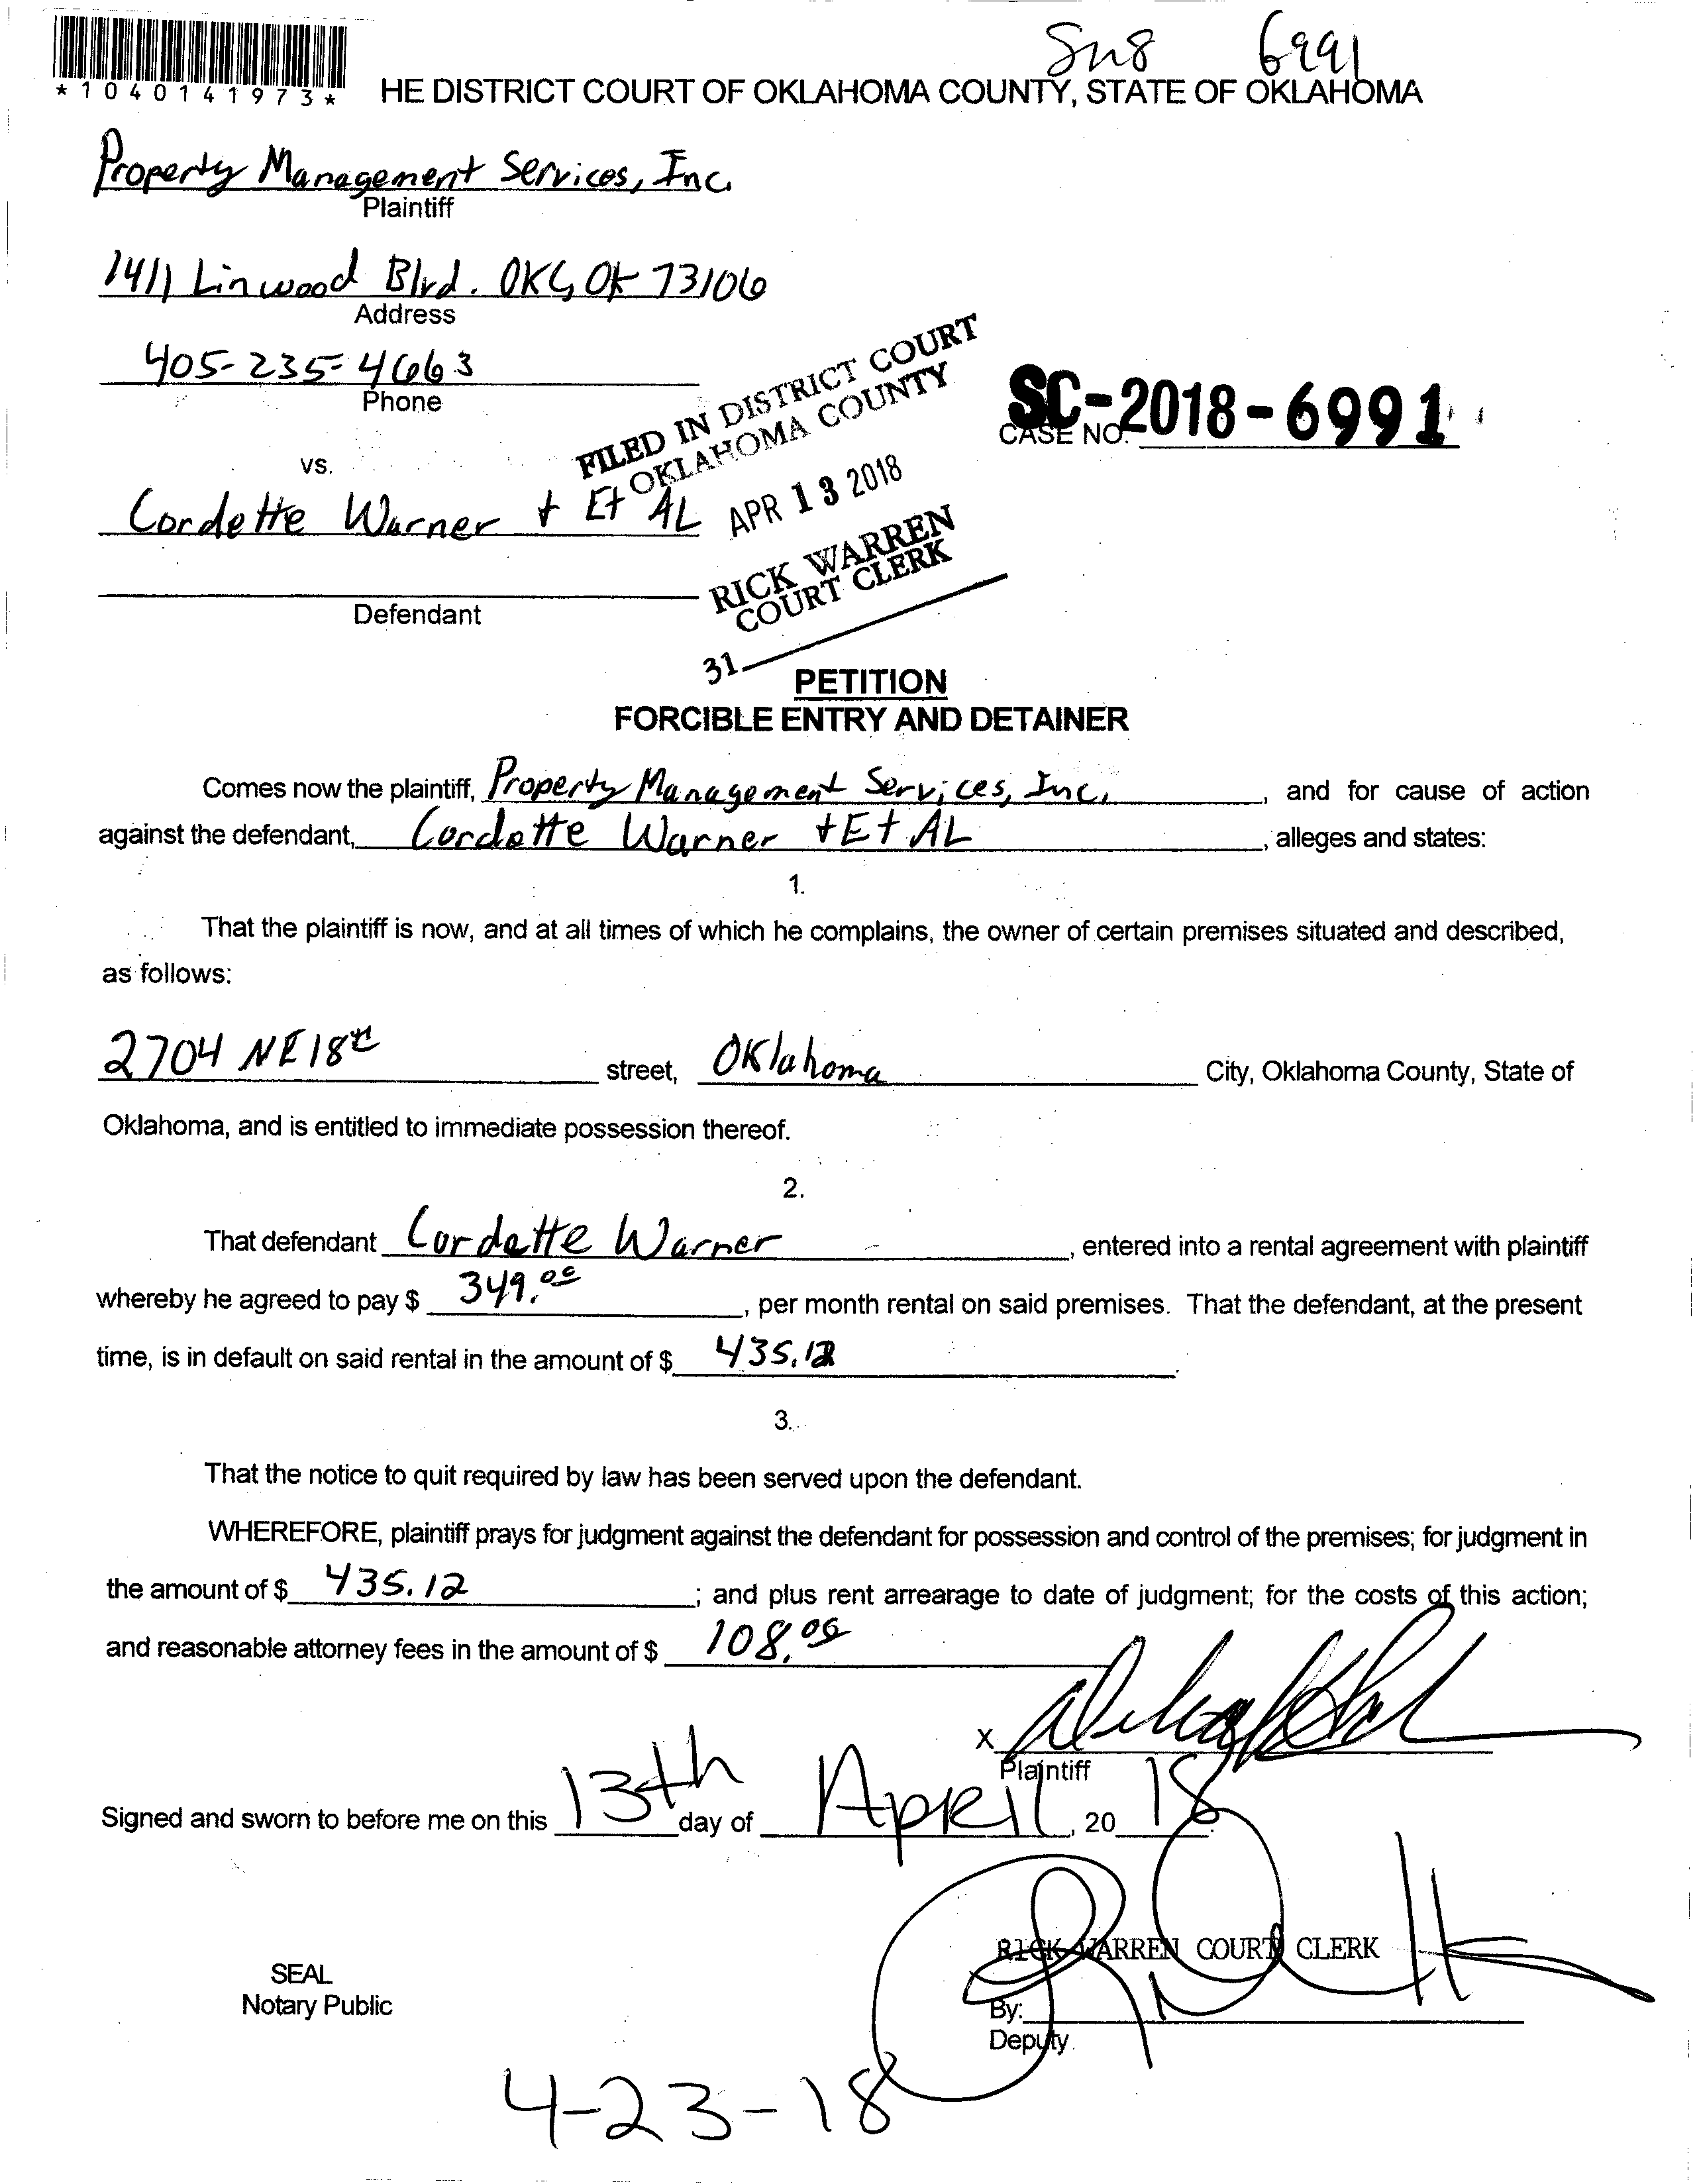 Sm8 6991
*1040141973*
HE DISTRICT COURT OF OKLAHOMA COUNTY, STATE OF OKLAHOMA
Property Management Services, Inc.
Plaintiff
1411 Linwood Blvd. OKC, OK 73106
Address
405-235-4663
Phone
FILED IN DISTRICT COURT
OKLAHOMA COUNTY
SC-2018-6991
CASE NO.
vs.
Cordette Warner + Et AL
APR 13 2018
RICK WARREN
COURT CLERK
Defendant
31
PETITION
FORCIBLE ENTRY AND DETAINER
Comes now the plaintiff, Property Management Services, Inc., and for cause of action
against the defendant, Cordette Warner + Et AL, alleges and states:
1.
That the plaintiff is now, and at all times of which he complains, the owner of certain premises situated and described,
as follows:
2704 NE 18th street, Oklahoma City, Oklahoma County, State of
Oklahoma, and is entitled to immediate possession thereof.
2.
That defendant Cordette Warner, entered into a rental agreement with plaintiff
whereby he agreed to pay $ 349.00, per month rental on said premises. That the defendant, at the present
time, is in default on said rental in the amount of $ 435.12.
3.
That the notice to quit required by law has been served upon the defendant.
WHEREFORE, plaintiff prays for judgment against the defendant for possession and control of the premises; for judgment in
the amount of $ 435.12; and plus rent arrearage to date of judgment; for the costs of this action;
and reasonable attorney fees in the amount of $ 108.00
X
Plaintiff
Signed and sworn to before me on this 13th day of April, 20 18.
RICK WARREN COURT CLERK
SEAL
Notary Public
By:
Deputy
4-23-18